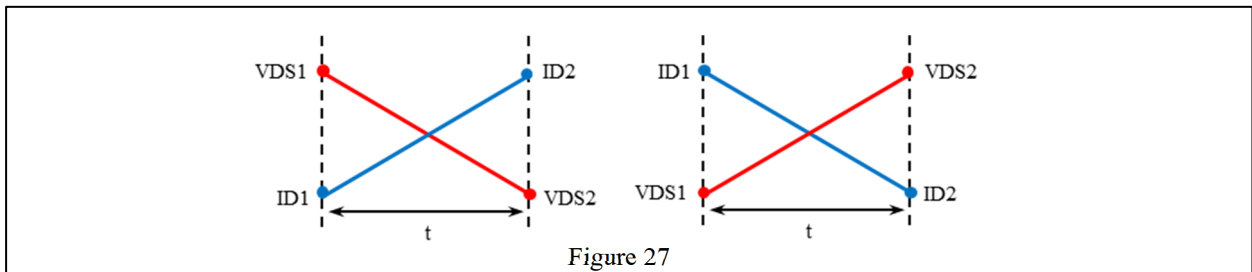 VDS1
ID2
ID1
VDS2
t
ID1
VDS2
VDS1
ID2
t
Figure 27